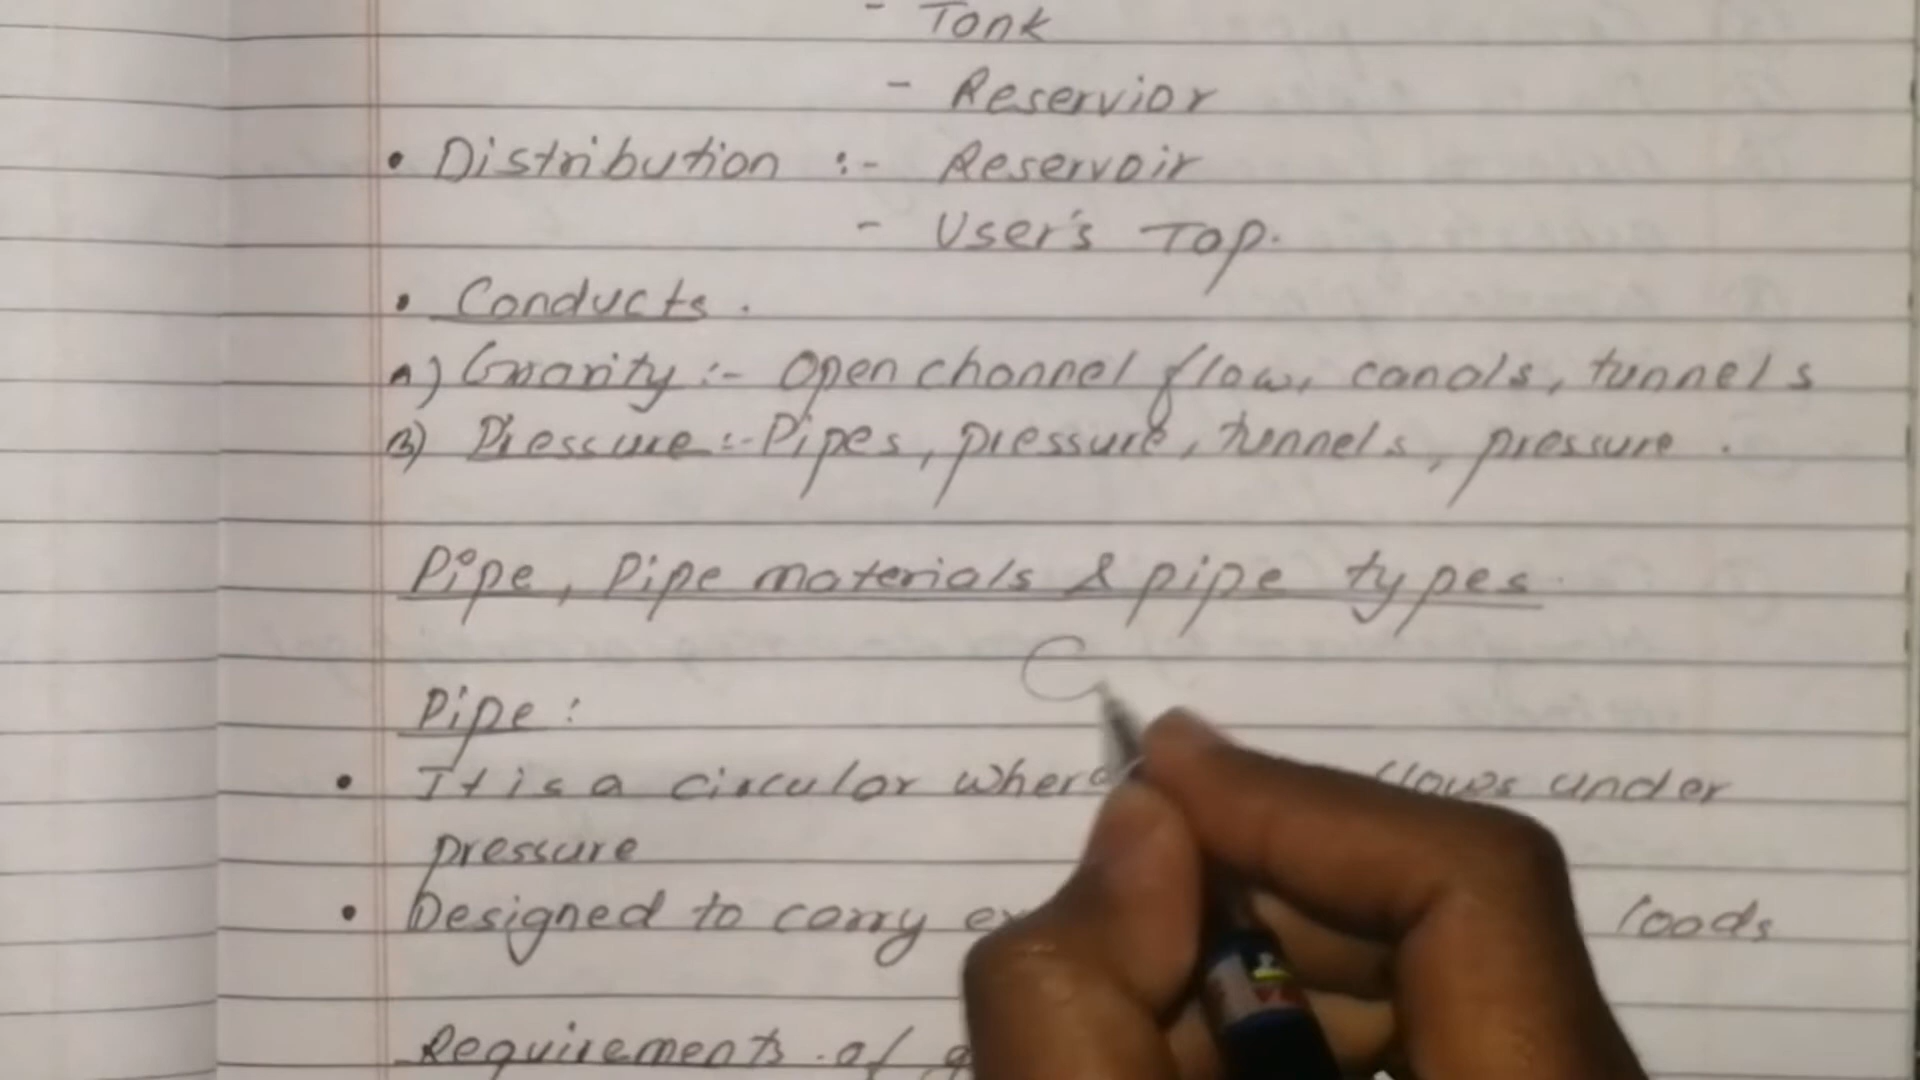 - Tank
- Reservior
• Distribution :- Reservoir
- User's Tap.
• Conducts.
A) Gravity :- Open channel flow, canals, tunnels
B) Pressure :- Pipes, pressure, tunnels, pressure.
Pipe, Pipe materials & pipe types
Pipe :
• It is a circular where flows under
pressure
• Designed to carry loads
Requirements of